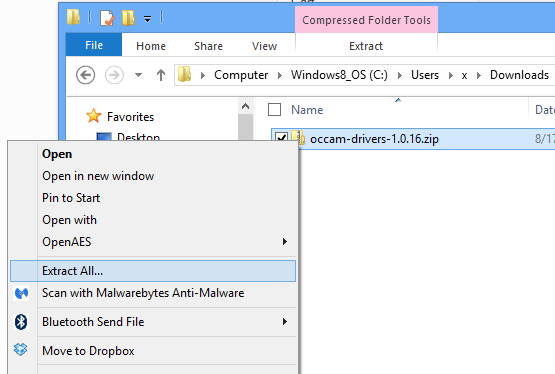 Compressed Folder Tools
File Home Share View Extract
Computer Windows8_OS (C:) Users x Downloads
Favorites
Desktop
Name
occam-drivers-1.0.16.zip 8/17
Open
Open in new window
Pin to Start
Open with
OpenAES
Extract All...
Scan with Malwarebytes Anti-Malware
Bluetooth Send File
Move to Dropbox